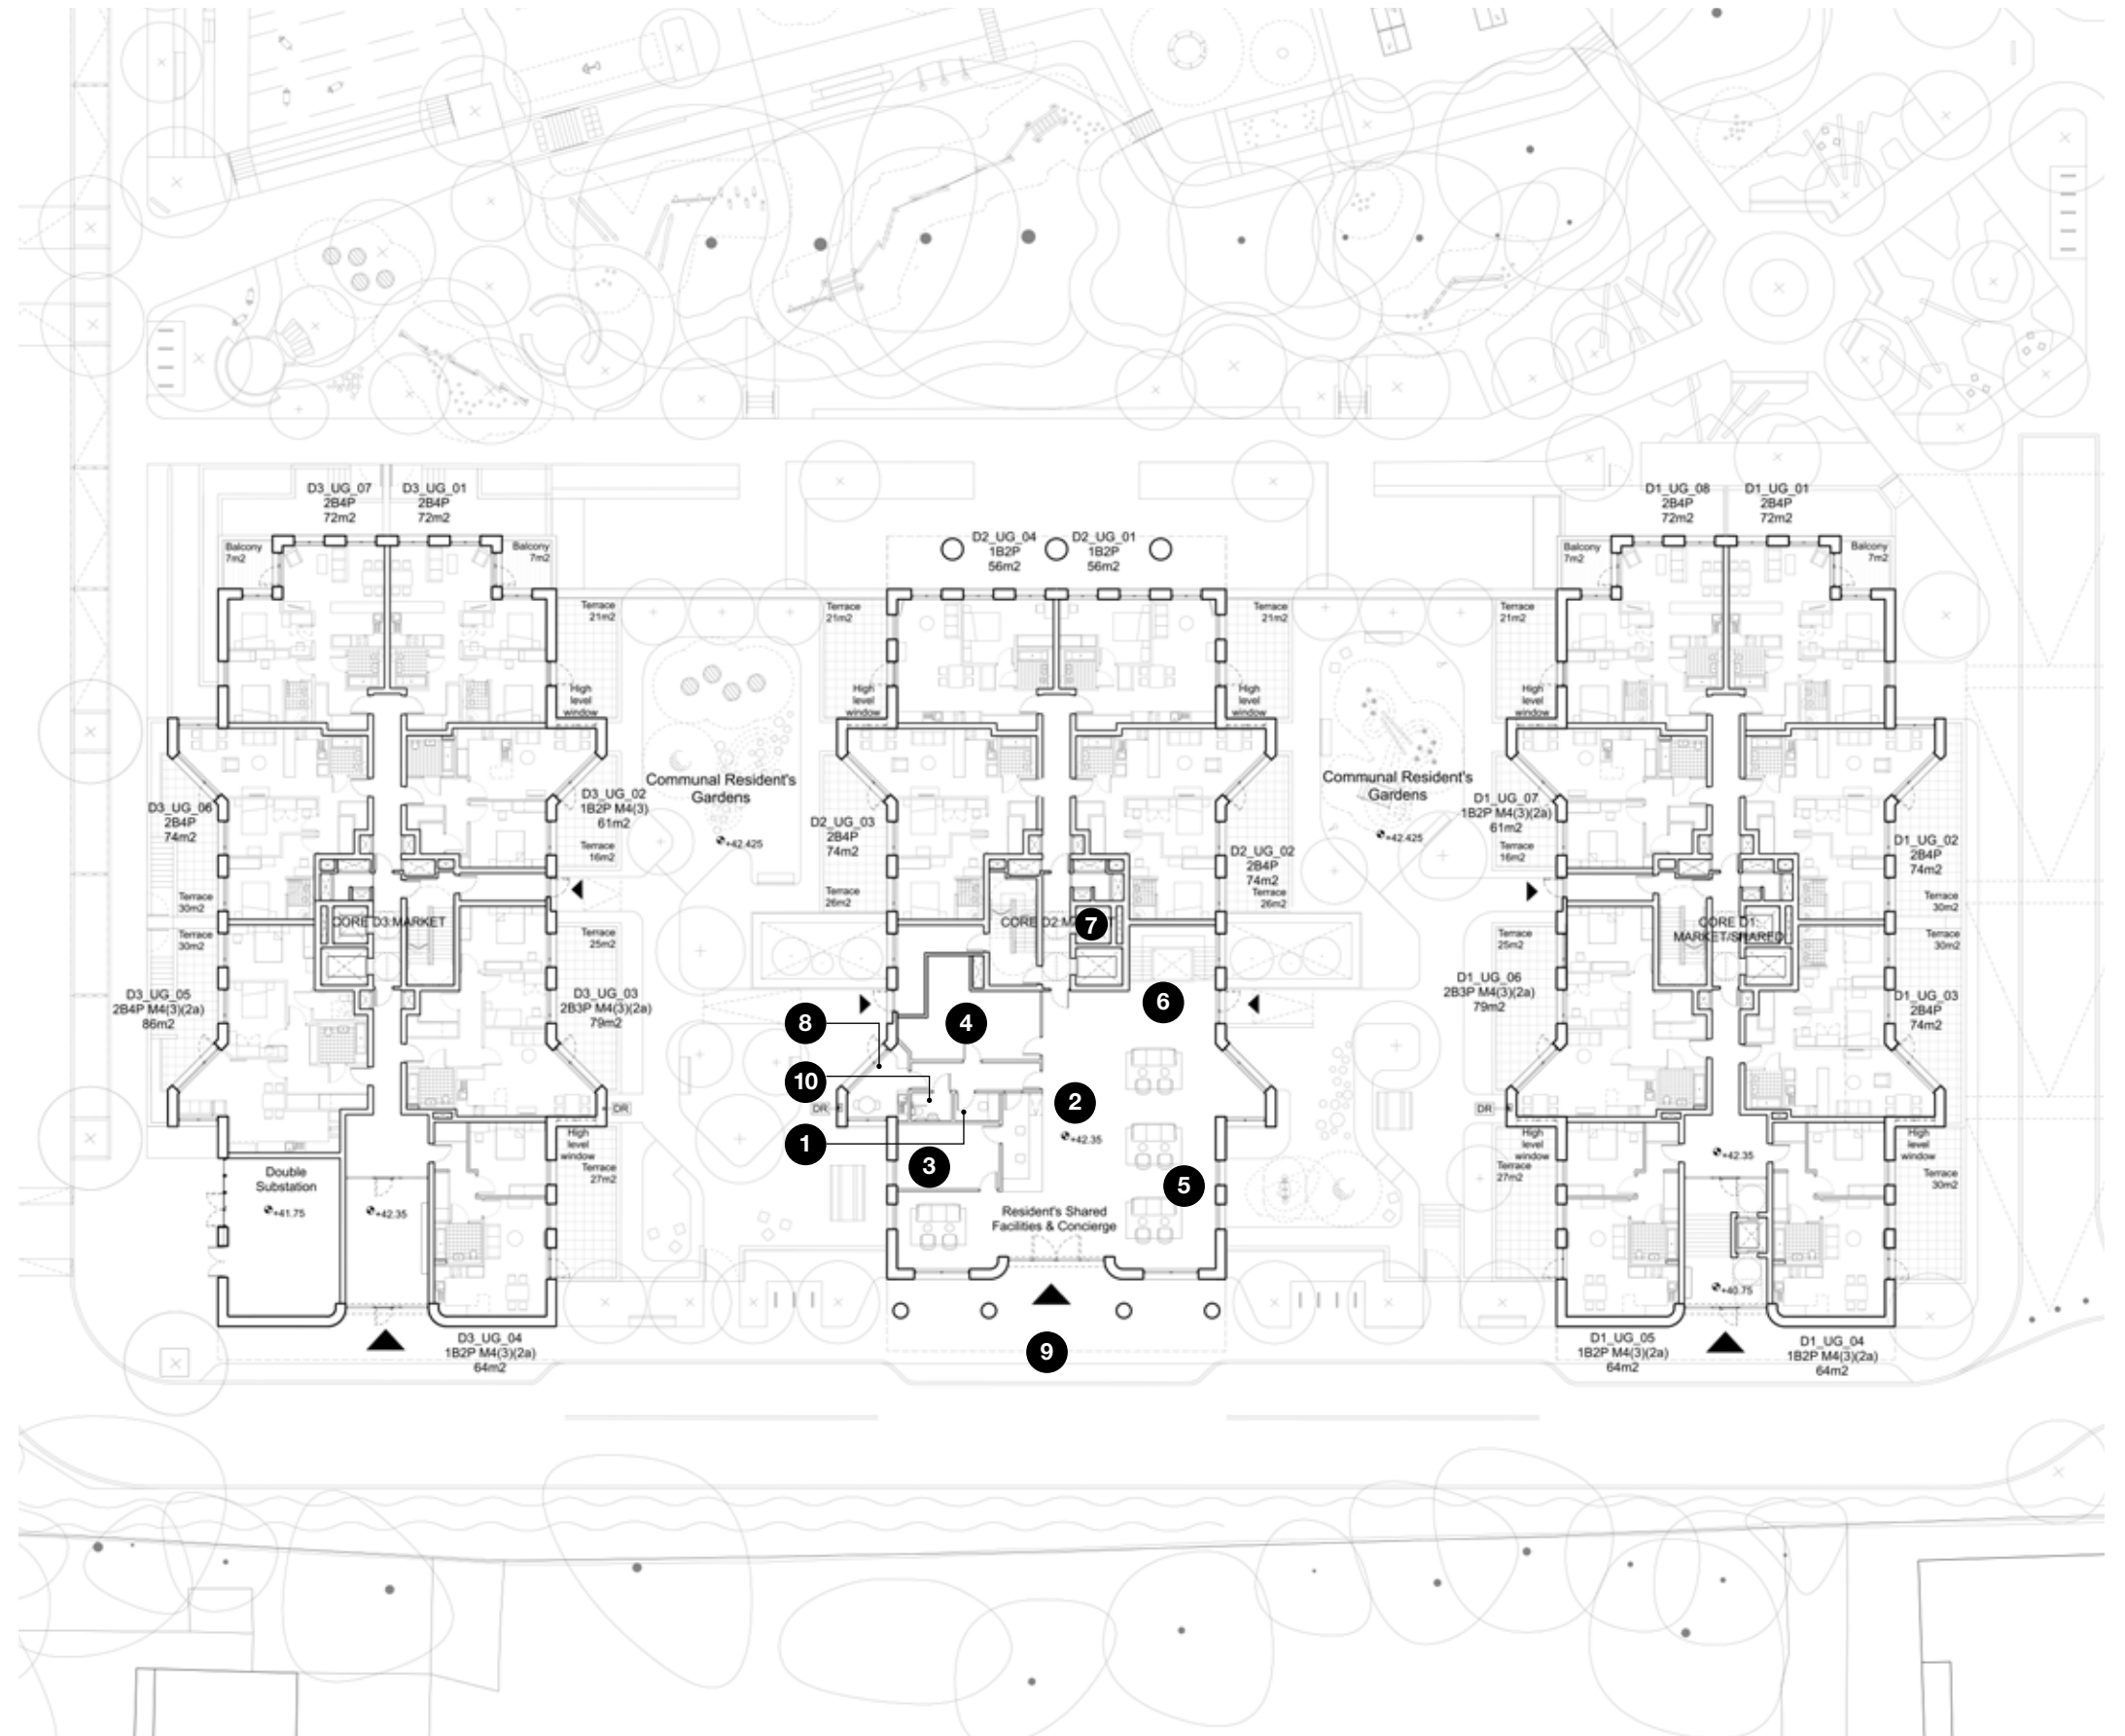 D3_UG_07
2B4P
72m2
D3_UG_01
2B4P
72m2
Balcony
7m2
Balcony
7m2
Terrace
21m2
High
level
window
D3_UG_06
2B4P
74m2
D3_UG_02
1B2P M4(3)
61m2
Terrace
16m2
Terrace
30m2
CORE D3:MARKET
Terrace
30m2
Terrace
25m2
D3_UG_05
2B4P M4(3)(2a)
86m2
D3_UG_03
2B3P M4(3)(2a)
79m2
DR
High
level
window
Terrace
27m2
Double
Substation
+41.75
+42.35
D3_UG_04
1B2P M4(3)(2a)
64m2
Communal Resident's
Gardens
+42.425
D2_UG_04
1B2P
56m2
D2_UG_01
1B2P
56m2
Terrace
21m2
Terrace
21m2
High
level
window
High
level
window
D2_UG_03
2B4P
74m2
D2_UG_02
2B4P
74m2
Terrace
26m2
Terrace
26m2
CORE D2:M
T
7
6
8
4
10
2
DR
+42.35
1
3
5
Resident's Shared
Facilities & Concierge
9
Communal Resident's
Gardens
+42.425
D1_UG_08
2B4P
72m2
D1_UG_01
2B4P
72m2
Balcony
7m2
Balcony
7m2
Terrace
21m2
High
level
window
D1_UG_07
1B2P M4(3)(2a)
61m2
Terrace
16m2
D1_UG_02
2B4P
74m2
Terrace
30m2
CORE D1:
MARKET/SHARED
Terrace
25m2
Terrace
30m2
D1_UG_06
2B3P M4(3)(2a)
79m2
D1_UG_03
2B4P
74m2
DR
High
level
window
High
level
window
Terrace
27m2
Terrace
30m2
+42.35
+40.75
D1_UG_05
1B2P M4(3)(2a)
64m2
D1_UG_04
1B2P M4(3)(2a)
64m2